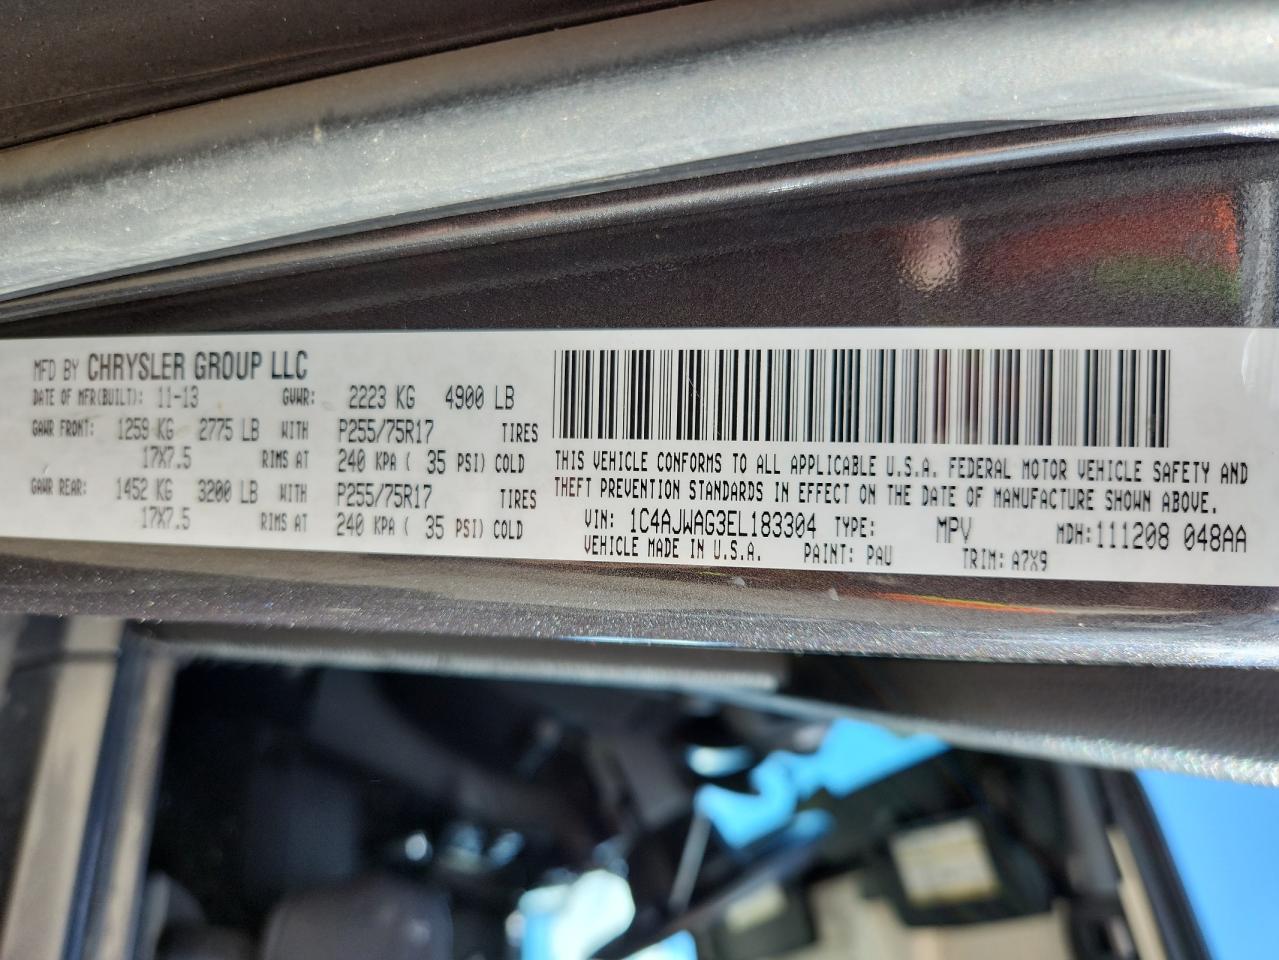 MFD BY CHRYSLER GROUP LLC
DATE OF MFR(BUILT): 11-13 GVWR: 2223 KG 4900 LB
GAWR FRONT: 1259 KG 2775 LB WITH P255/75R17 TIRES
17X7.5 RIMS AT 240 KPA ( 35 PSI) COLD
GAWR REAR: 1452 KG 3200 LB WITH P255/75R17 TIRES
17X7.5 RIMS AT 240 KPA ( 35 PSI) COLD
THIS VEHICLE CONFORMS TO ALL APPLICABLE U.S.A. FEDERAL MOTOR VEHICLE SAFETY AND
THEFT PREVENTION STANDARDS IN EFFECT ON THE DATE OF MANUFACTURE SHOWN ABOVE.
VIN: 1C4AJWAG3EL183304 TYPE: MPV MDH: 111208 048AA
VEHICLE MADE IN U.S.A. PAINT: PAU TRIM: A7X9